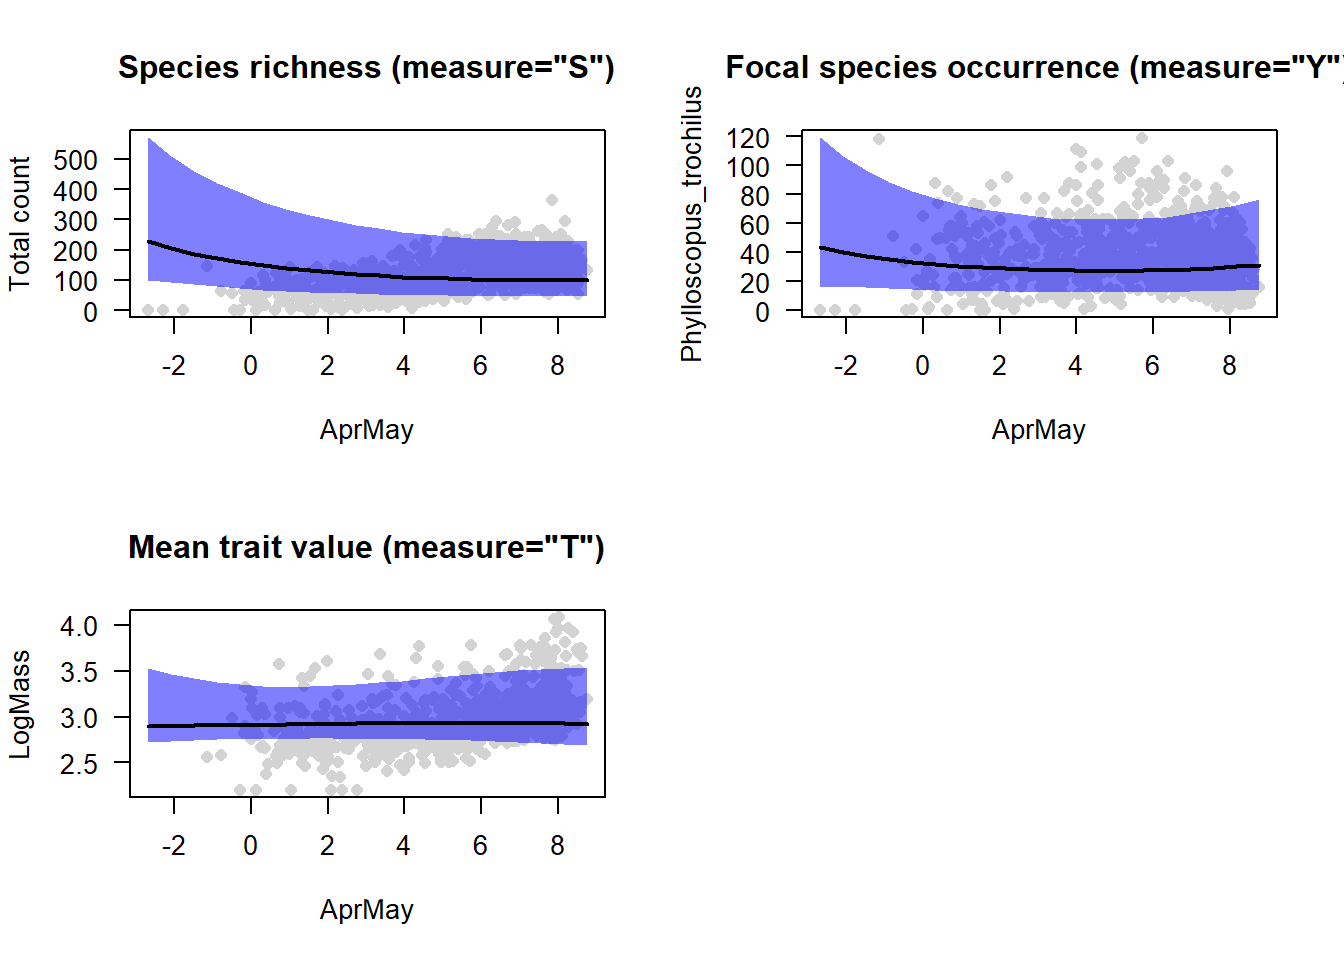 Species richness (measure="S")
Total count
500
400
300
200
100
0
-2 0 2 4 6 8
AprMay
Focal species occurrence (measure="Y")
Phylloscopus_trochilus
120
100
80
60
40
20
0
-2 0 2 4 6 8
AprMay
Mean trait value (measure="T")
LogMass
4.0
3.5
3.0
2.5
-2 0 2 4 6 8
AprMay